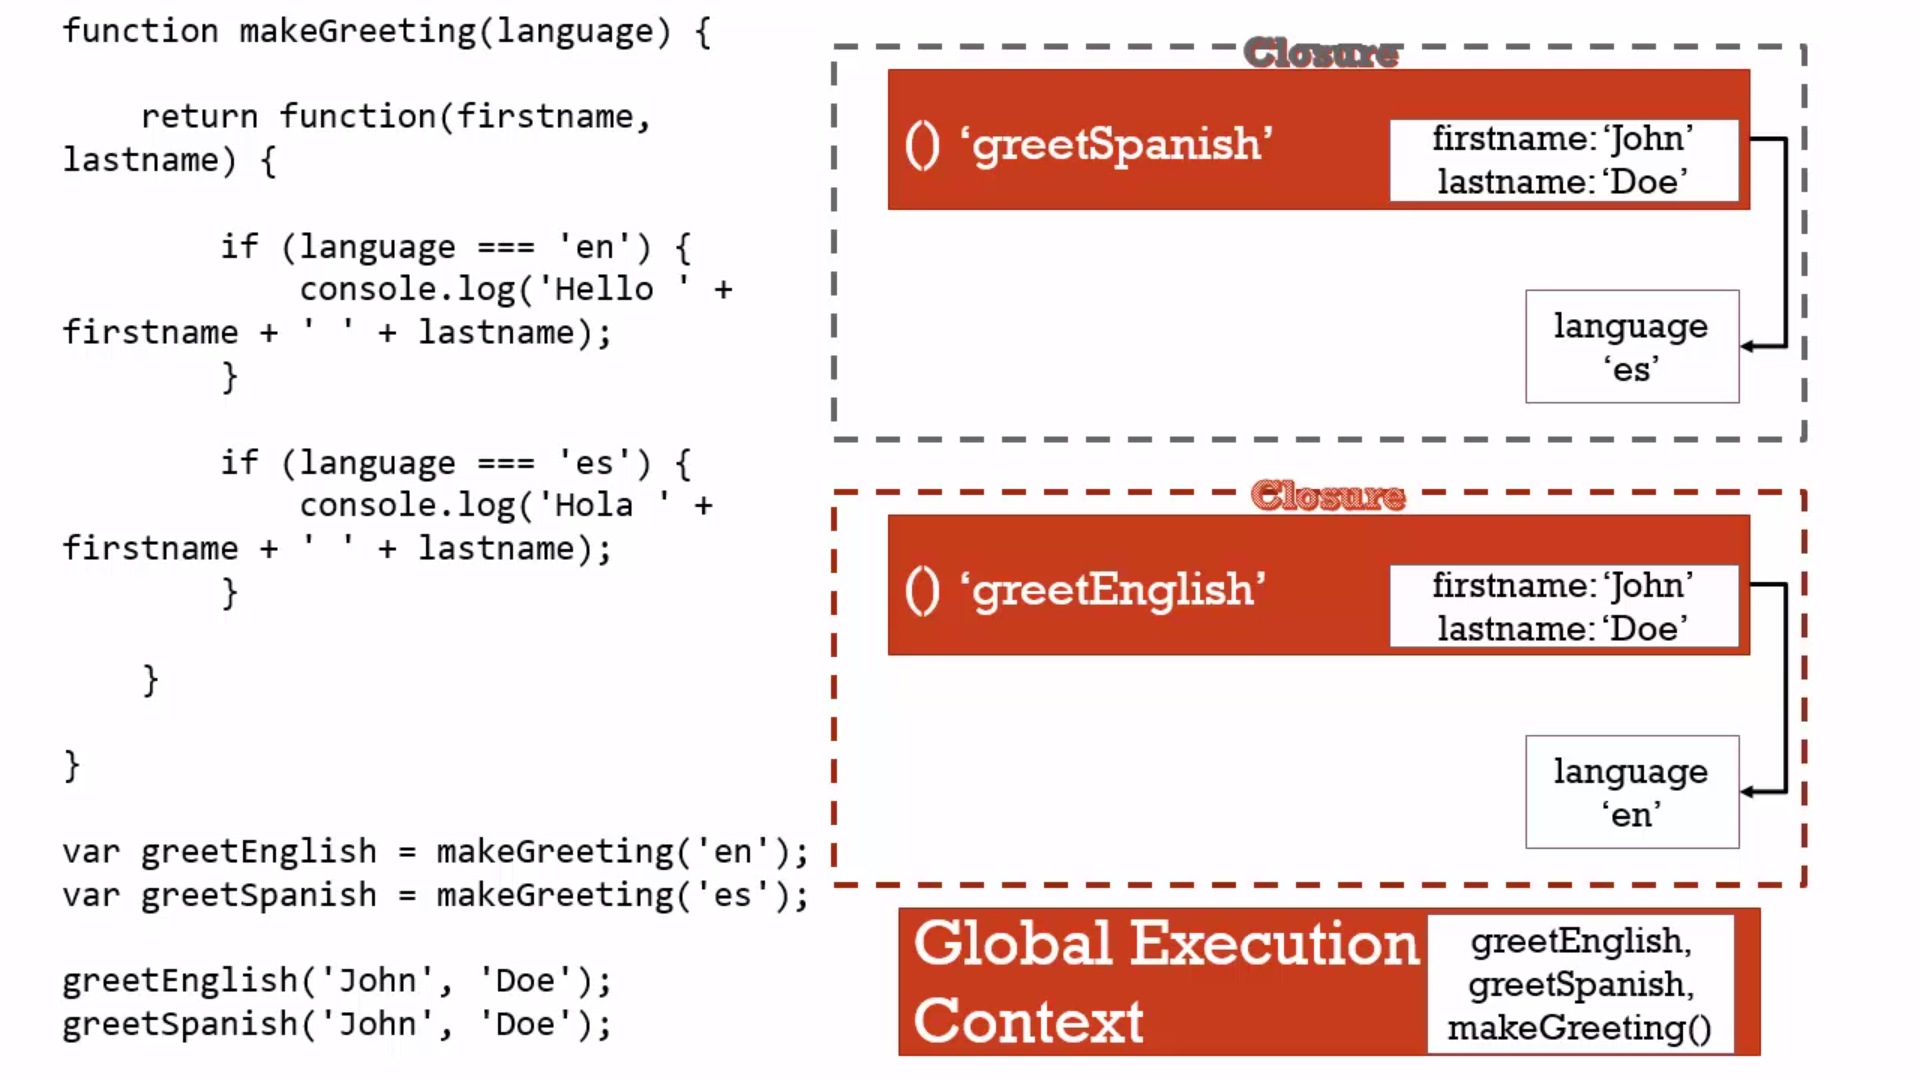 function makeGreeting(language) {
return function(firstname,
lastname) {
if (language === 'en') {
console.log('Hello ' +
firstname + ' ' + lastname);
}
if (language === 'es') {
console.log('Hola ' +
firstname + ' ' + lastname);
}
}
}
var greetEnglish = makeGreeting('en');
var greetSpanish = makeGreeting('es');
greetEnglish('John', 'Doe');
greetSpanish('John', 'Doe');
Closure
() ‘greetSpanish’
firstname: ‘John’
lastname: ‘Doe’
language
‘es’
Closure
() ‘greetEnglish’
firstname: ‘John’
lastname: ‘Doe’
language
‘en’
Global Execution
Context
greetEnglish,
greetSpanish,
makeGreeting()